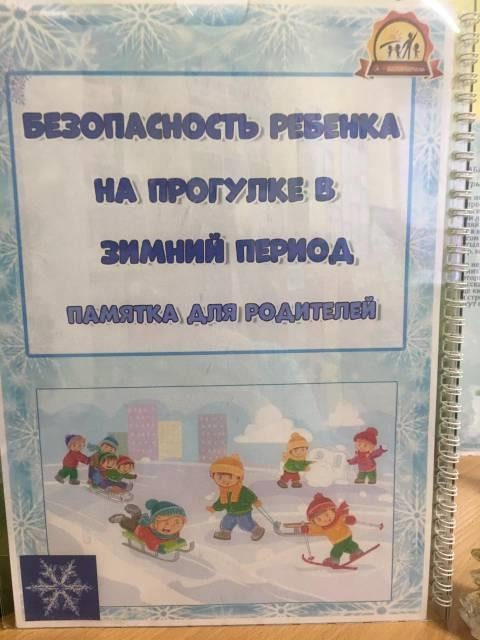 БЕЗОПАСНОСТЬ РЕБЕНКА
НА ПРОГУЛКЕ В
ЗИМНИЙ ПЕРИОД
ПАМЯТКА ДЛЯ РОДИТЕЛЕЙ